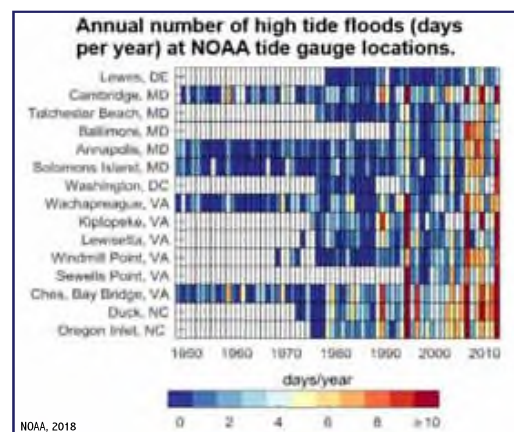 Annual number of high tide floods (days
per year) at NOAA tide gauge locations.
Lewes, DE
Cambridge, MD
Tolchester Beach, MD
Baltimore, MD
Annapolis, MD
Solomons Island, MD
Washington, DC
Wachapreague, VA
Kiptopeke, VA
Lewisetta, VA
Windmill Point, VA
Sewells Point, VA
Ches. Bay Bridge, VA
Duck, NC
Oregon Inlet, NC
1950 1960 1970 1980 1990 2000 2010
days/year
0 2 4 6 8 ≥10
NOAA, 2018